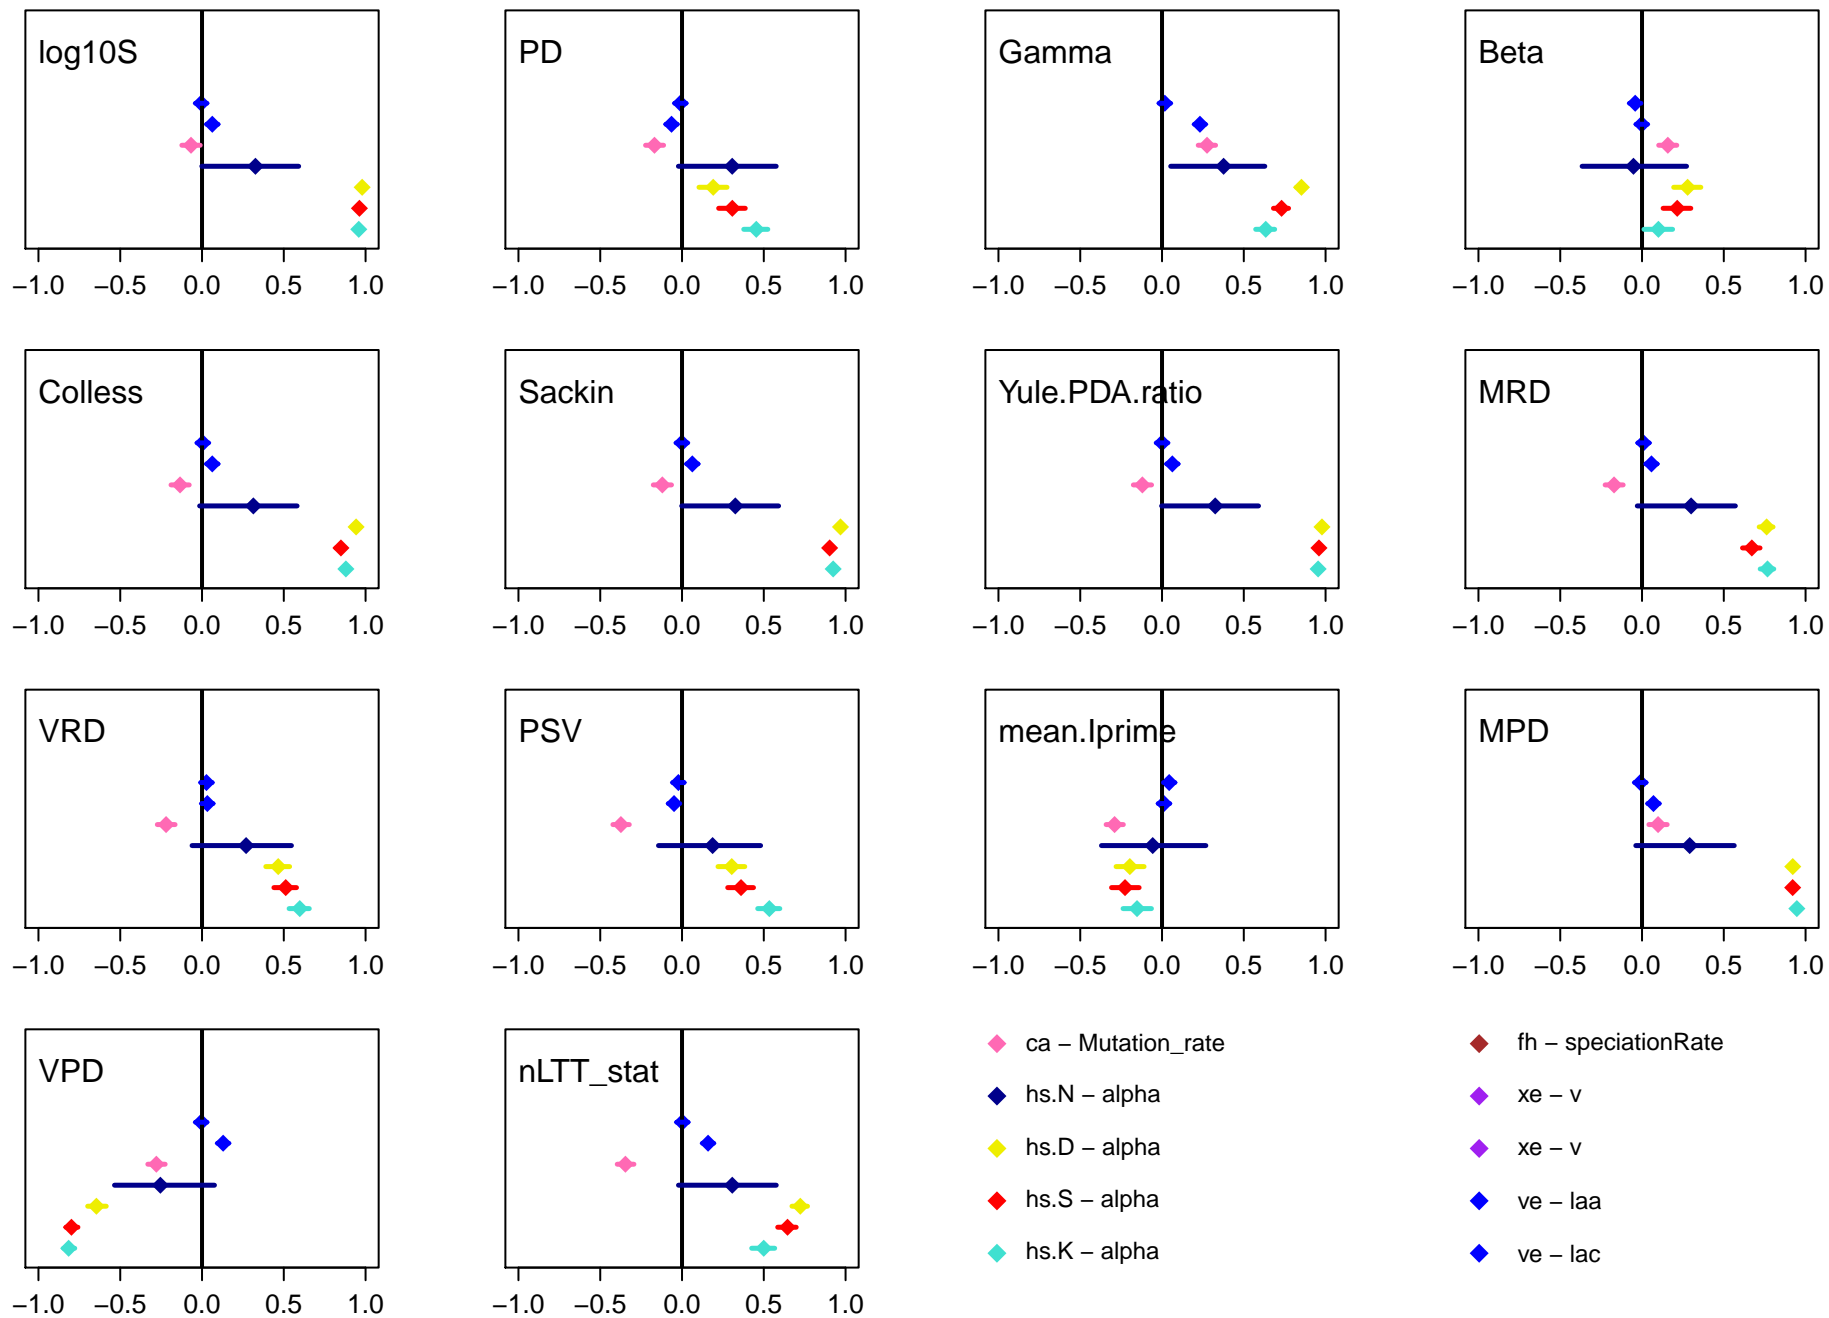 log10S
−1.0 −0.5 0.0 0.5 1.0
PD
−1.0 −0.5 0.0 0.5 1.0
Gamma
−1.0 −0.5 0.0 0.5 1.0
Beta
−1.0 −0.5 0.0 0.5 1.0
Colless
−1.0 −0.5 0.0 0.5 1.0
Sackin
−1.0 −0.5 0.0 0.5 1.0
Yule.PDA.ratio
−1.0 −0.5 0.0 0.5 1.0
MRD
−1.0 −0.5 0.0 0.5 1.0
VRD
−1.0 −0.5 0.0 0.5 1.0
PSV
−1.0 −0.5 0.0 0.5 1.0
mean.Iprime
−1.0 −0.5 0.0 0.5 1.0
MPD
−1.0 −0.5 0.0 0.5 1.0
VPD
−1.0 −0.5 0.0 0.5 1.0
nLTT_stat
−1.0 −0.5 0.0 0.5 1.0
ca − Mutation_rate
hs.N − alpha
hs.D − alpha
hs.S − alpha
hs.K − alpha
fh − speciationRate
xe − v
xe − v
ve − laa
ve − lac